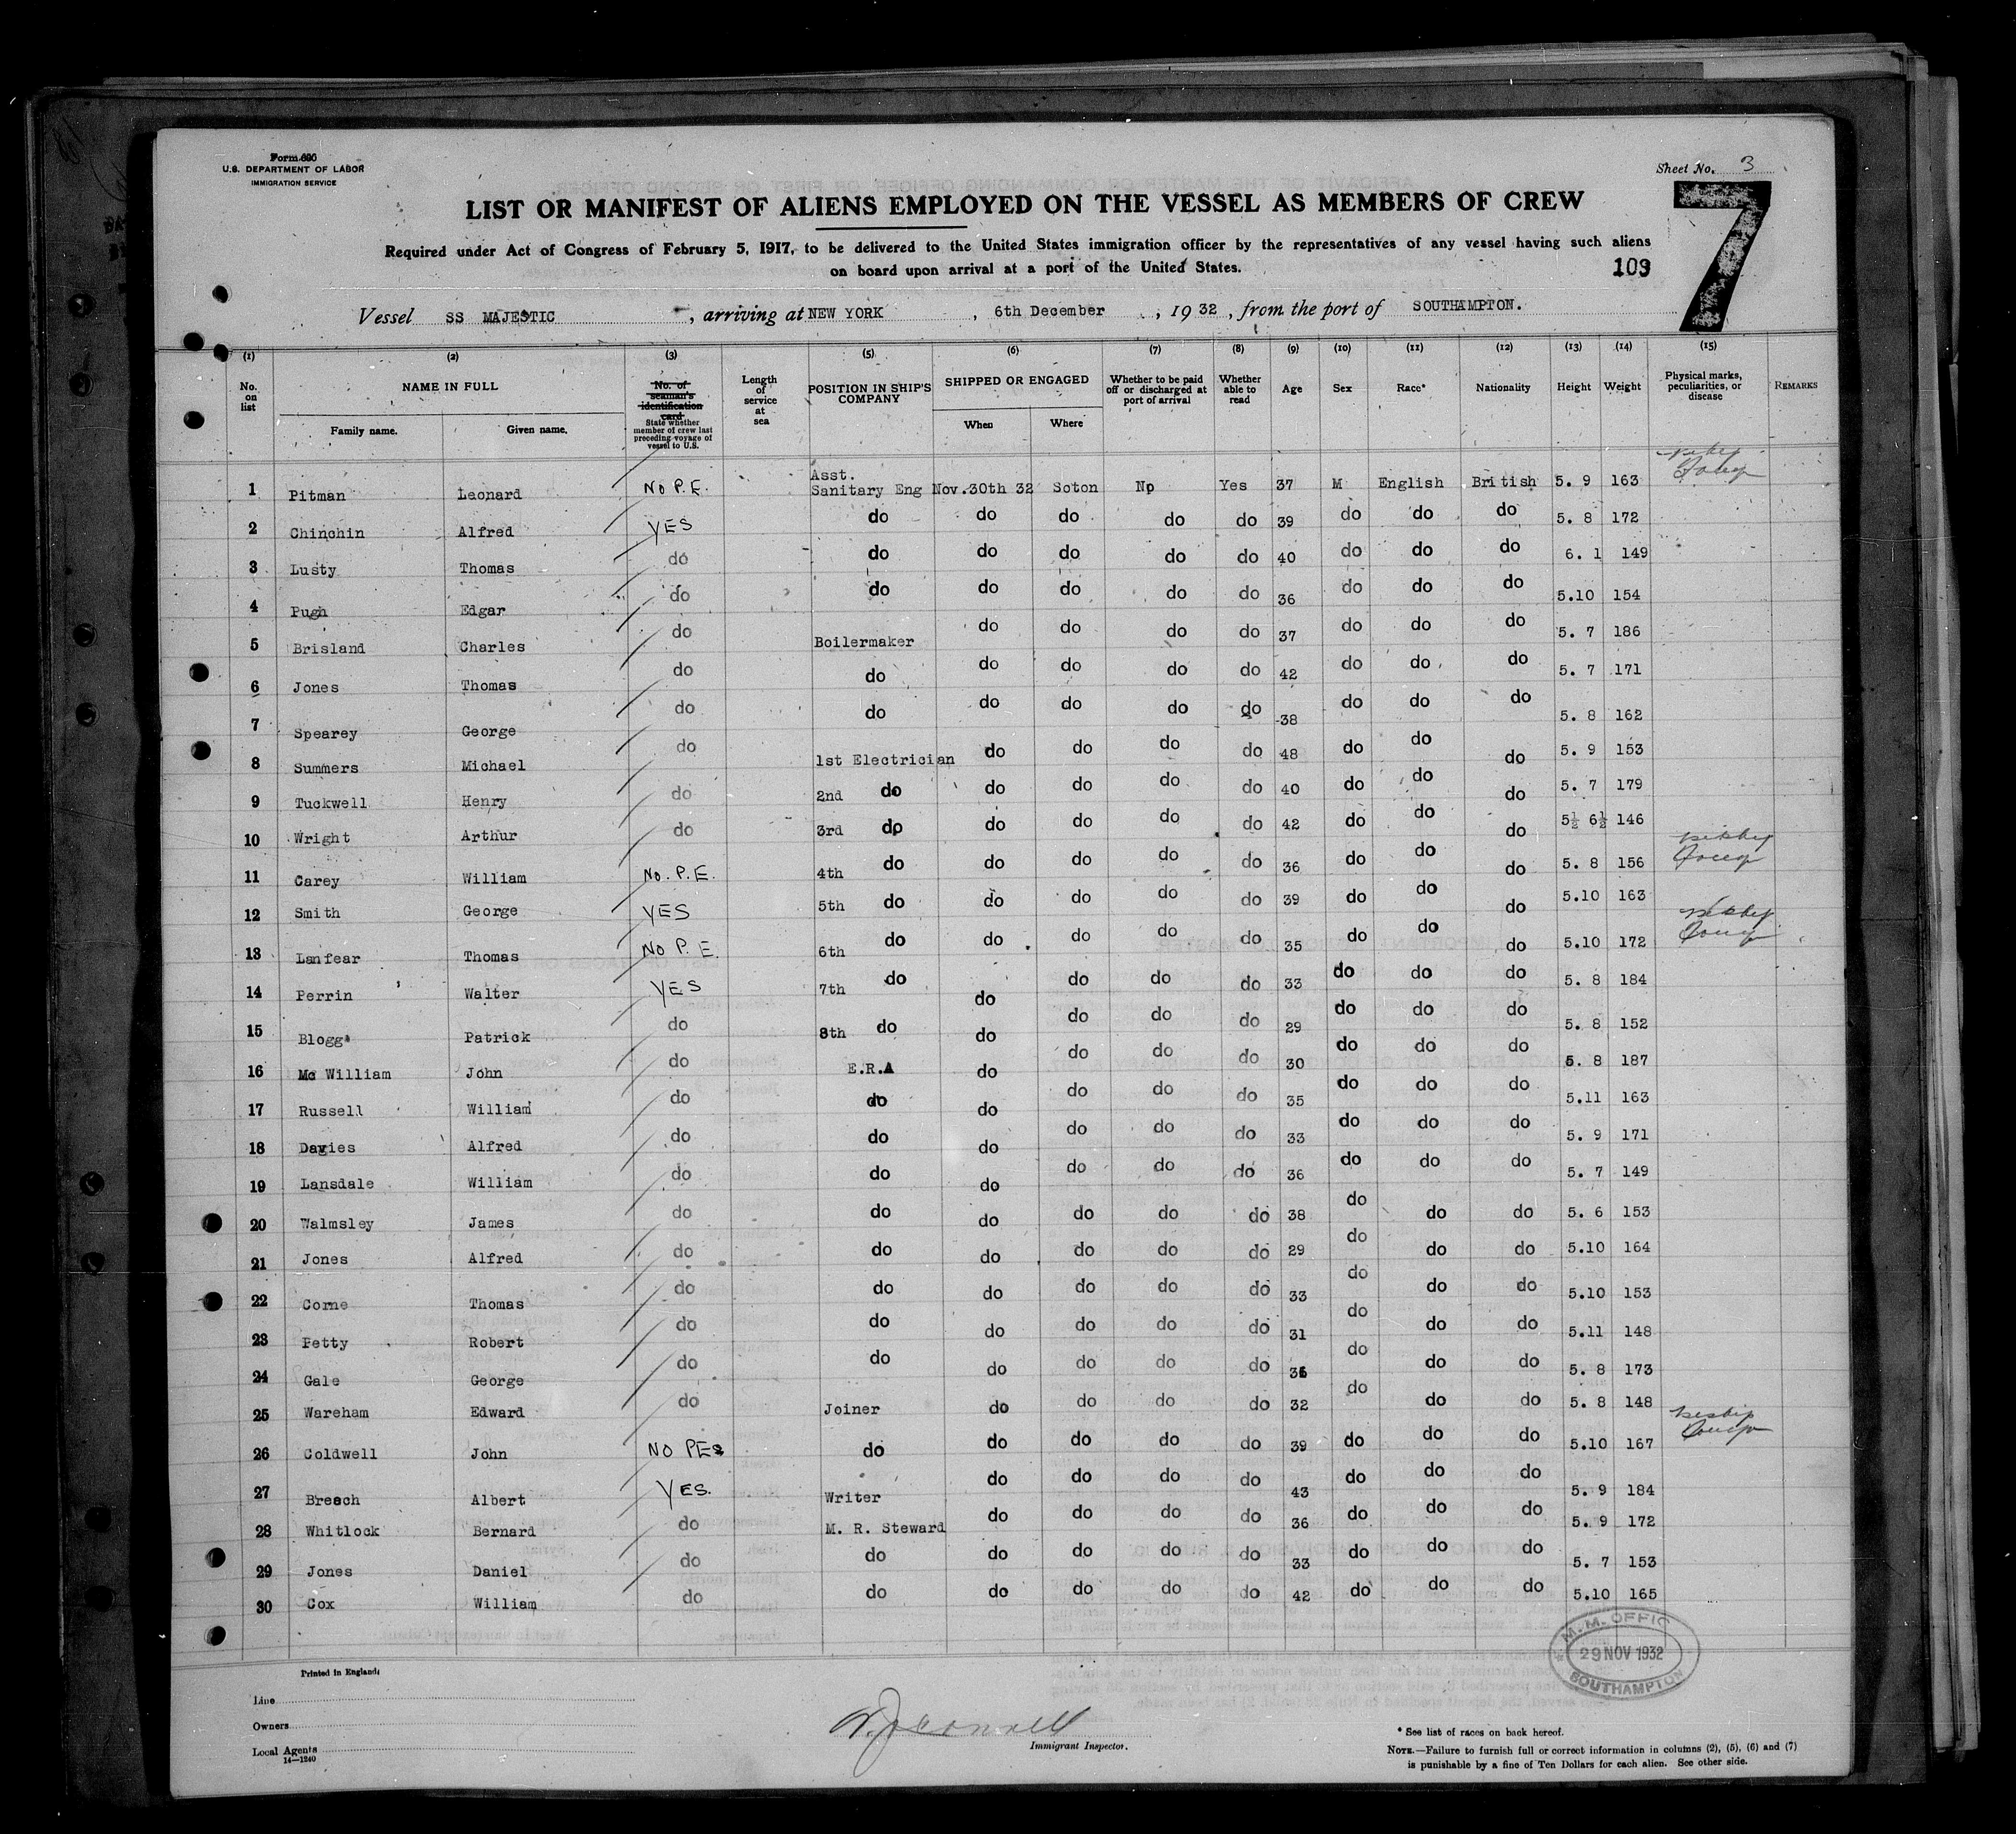 Form 690
U.S. DEPARTMENT OF LABOR
IMMIGRATION SERVICE
Sheet No. 3
7
LIST OR MANIFEST OF ALIENS EMPLOYED ON THE VESSEL AS MEMBERS OF CREW
Required under Act of Congress of February 5, 1917, to be delivered to the United States immigration officer by the representatives of any vessel having such aliens
on board upon arrival at a port of the United States.
109
Vessel SS MAJESTIC, arriving at NEW YORK, 6th December, 1932, from the port of SOUTHAMPTON.
(1) (2) (3) (5) (6) (7) (8) (9) (10) (11) (12) (13) (14) (15)
No. on list NAME IN FULL Family name. Given name. No. of seaman's identification card State whether member of crew last preceding voyage of vessel to U.S. Length of service at sea POSITION IN SHIP'S COMPANY SHIPPED OR ENGAGED When Where Whether to be paid off or discharged at port of arrival Whether able to read Age Sex Race* Nationality Height Weight Physical marks, peculiarities, or disease REMARKS
1 Pitman Leonard No P.E. Asst. Sanitary Eng Nov.30th 32 Soton Np Yes 37 M English British 5. 9 163
2 Chinchin Alfred YES do do do do do 39 do do do 5. 8 172
3 Lusty Thomas do do do do do do 40 do do do 6. 1 149
4 Pugh Edgar do do do do do do 36 do do do 5.10 154
5 Brisland Charles do Boilermaker do do do do 37 do do do 5. 7 186
6 Jones Thomas do do do do do do 42 do do do 5. 7 171
7 Spearey George do do do do do do 38 do do do 5. 8 162
8 Summers Michael do 1st Electrician do do do do 48 do do do 5. 9 153
9 Tuckwell Henry do 2nd do do do do do 40 do do do 5. 7 179
10 Wright Arthur do 3rd do do do do do 42 do do do 5½ 6½ 146
11 Carey William No. P.E. 4th do do do do do 36 do do do 5. 8 156
12 Smith George YES 5th do do do do do 39 do do do 5.10 163
13 Lanfear Thomas NO P.E. 6th do do do do do 35 do do do 5.10 172
14 Perrin Walter YES 7th do do do do do 33 do do do 5. 8 184
15 Bloggs Patrick do 8th do do do do do 29 do do do 5. 8 152
16 Mc William John do E.R.A do do do do 30 do do do 5. 8 187
17 Russell William do do do do do do 35 do do do 5.11 163
18 Davies Alfred do do do do do do 33 do do do 5. 9 171
19 Lansdale William do do do do do do 36 do do do 5. 7 149
20 Walmsley James do do do do do do 38 do do do 5. 6 153
21 Jones Alfred do do do do do do 29 do do do 5.10 164
22 Corne Thomas do do do do do do 33 do do do 5.10 153
23 Petty Robert do do do do do do 31 do do do 5.11 148
24 Gale George do do do do do do 36 do do do 5. 8 173
25 Wareham Edward do Joiner do do do do 32 do do do 5. 8 148
26 Coldwell John NO PE do do do do do 39 do do do 5.10 167
27 Breach Albert YES. Writer do do do do 43 do do do 5. 9 184
28 Whitlock Bernard do M. R. Steward do do do do 36 do do do 5. 9 172
29 Jones Daniel do do do do do do 33 do do do 5. 7 153
30 Cox William do do do do do do 42 do do do 5.10 165
M.M. OFFIC
29 NOV 1932
SOUTHAMPTON
Printed in England
Line
Owners
Local Agents
14—1240
Immigrant Inspector.
* See list of races on back hereof.
NOTE.—Failure to furnish full or correct information in columns (2), (5), (6) and (7)
is punishable by a fine of Ten Dollars for each alien. See other side.